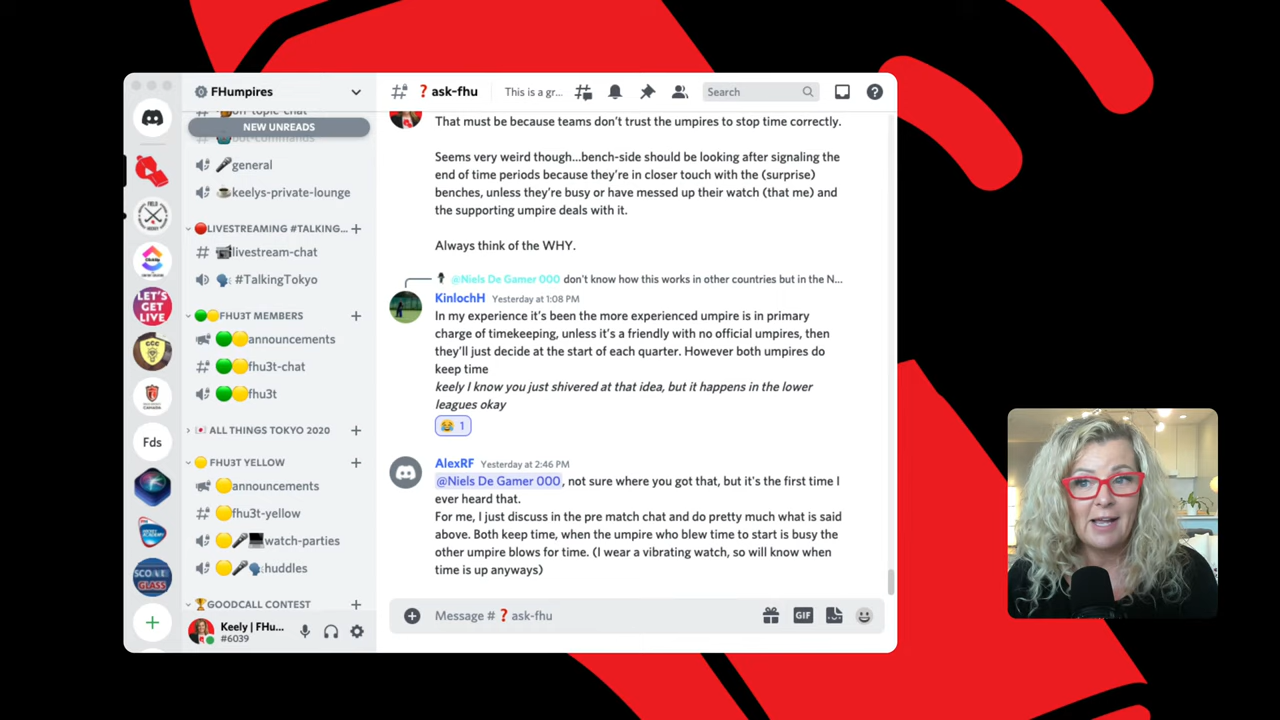 FHumpires
❓ask-fhu
This is a gr...
Search
off-topic-chat
NEW UNREADS
bot-commands
general
keelys-private-lounge
LIVESTREAMING #TALKING...
livestream-chat
#TalkingTokyo
FHU3T MEMBERS
announcements
fhu3t-chat
fhu3t
ALL THINGS TOKYO 2020
FHU3T YELLOW
announcements
fhu3t-yellow
watch-parties
huddles
GOODCALL CONTEST
Keely | FHu...
#6039
LET'S
GET
LIVE
CCC
Fds
SCONE
GLASS
That must be because teams don't trust the umpires to stop time correctly.
Seems very weird though...bench-side should be looking after signaling the
end of time periods because they're in closer touch with the (surprise)
benches, unless they're busy or have messed up their watch (that me) and
the supporting umpire deals with it.
Always think of the WHY.
@Niels De Gamer 000 don't know how this works in other countries but in the N...
KinlochH Yesterday at 1:08 PM
In my experience it's been the more experienced umpire is in primary
charge of timekeeping, unless it's a friendly with no official umpires, then
they'll just decide at the start of each quarter. However both umpires do
keep time
keely I know you just shivered at that idea, but it happens in the lower
leagues okay
😂 1
AlexRF Yesterday at 2:46 PM
@Niels De Gamer 000, not sure where you got that, but it's the first time I
ever heard that.
For me, I just discuss in the pre match chat and do pretty much what is said
above. Both keep time, when the umpire who blew time to start is busy the
other umpire blows for time. (I wear a vibrating watch, so will know when
time is up anyways)
Message #❓ask-fhu
GIF